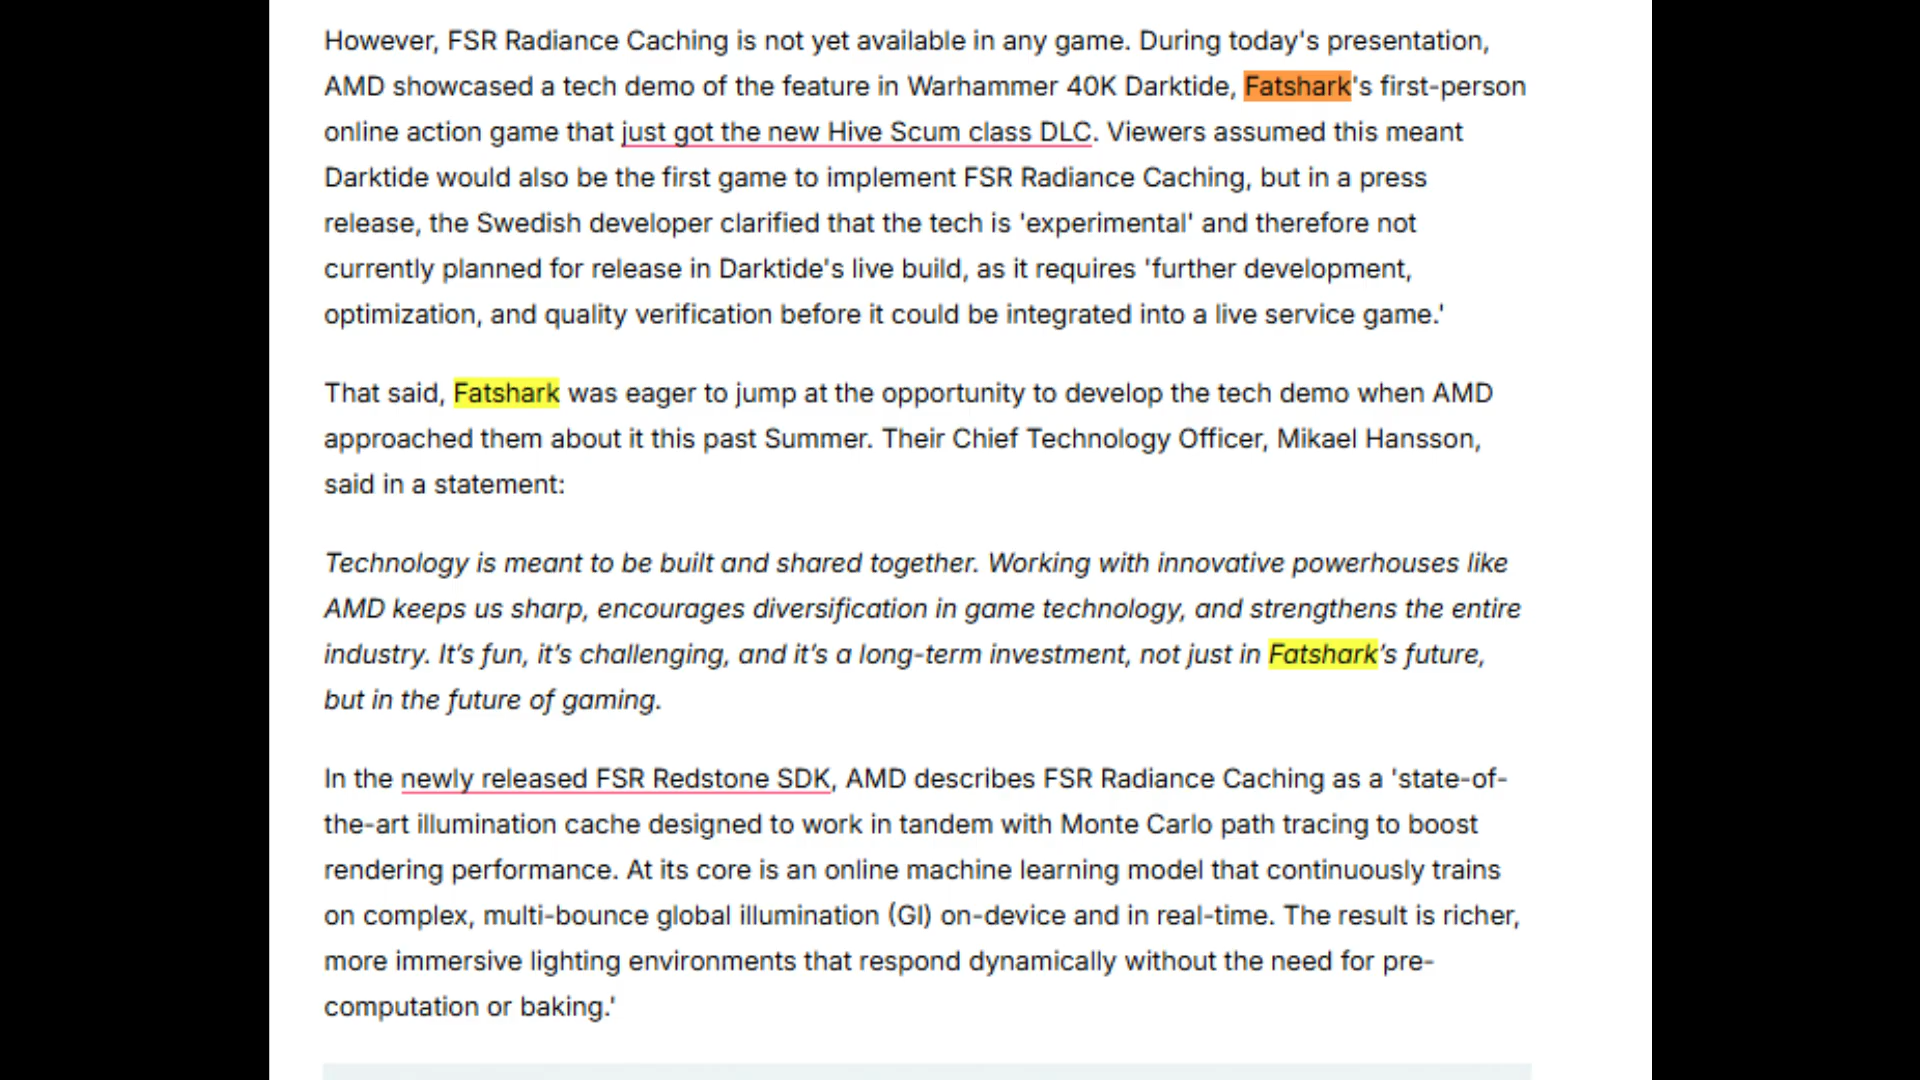 However, FSR Radiance Caching is not yet available in any game. During today's presentation,
AMD showcased a tech demo of the feature in Warhammer 40K Darktide, Fatshark's first-person
online action game that just got the new Hive Scum class DLC. Viewers assumed this meant
Darktide would also be the first game to implement FSR Radiance Caching, but in a press
release, the Swedish developer clarified that the tech is 'experimental' and therefore not
currently planned for release in Darktide's live build, as it requires 'further development,
optimization, and quality verification before it could be integrated into a live service game.'
That said, Fatshark was eager to jump at the opportunity to develop the tech demo when AMD
approached them about it this past Summer. Their Chief Technology Officer, Mikael Hansson,
said in a statement:
Technology is meant to be built and shared together. Working with innovative powerhouses like
AMD keeps us sharp, encourages diversification in game technology, and strengthens the entire
industry. It’s fun, it’s challenging, and it’s a long-term investment, not just in Fatshark’s future,
but in the future of gaming.
In the newly released FSR Redstone SDK, AMD describes FSR Radiance Caching as a 'state-of-
the-art illumination cache designed to work in tandem with Monte Carlo path tracing to boost
rendering performance. At its core is an online machine learning model that continuously trains
on complex, multi-bounce global illumination (GI) on-device and in real-time. The result is richer,
more immersive lighting environments that respond dynamically without the need for pre-
computation or baking.'